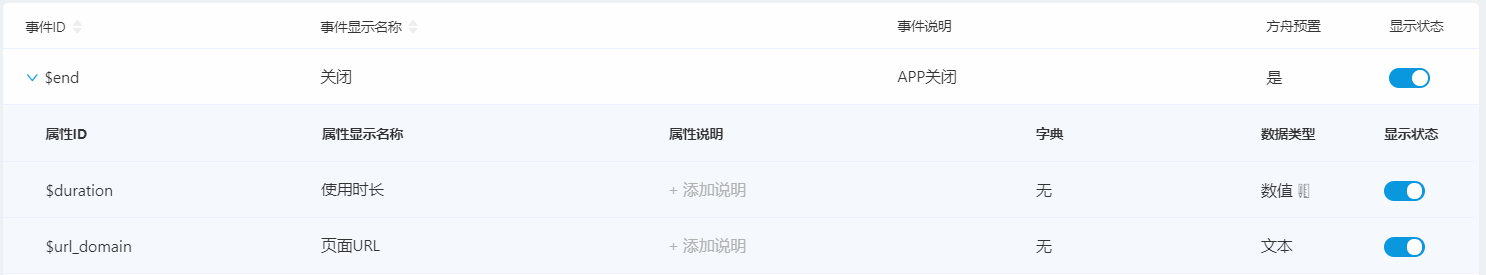 事件ID 事件显示名称 事件说明 方舟预置 显示状态
$end 关闭 APP关闭 是
属性ID 属性显示名称 属性说明 字典 数据类型 显示状态
$duration 使用时长 + 添加说明 无 数值
$url_domain 页面URL + 添加说明 无 文本